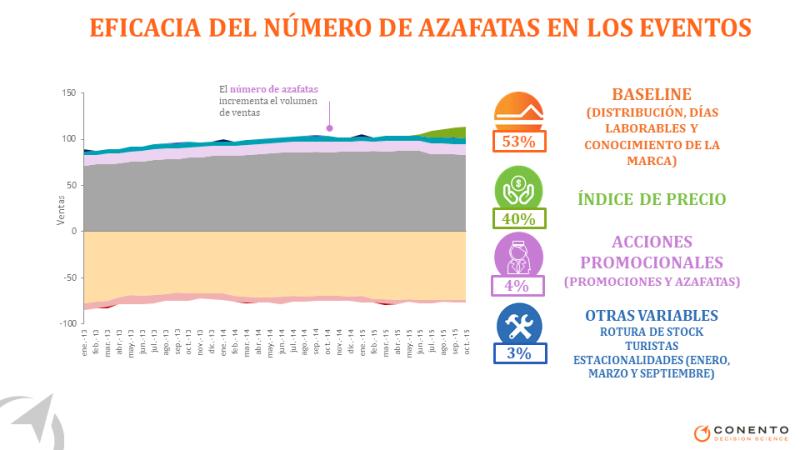 EFICACIA DEL NÚMERO DE AZAFATAS EN LOS EVENTOS
El número de azafatas
incrementa el volumen
de ventas
150
100
50
0
-50
-100
Ventas
ene.-13
feb.-13
mar.-13
abr.-13
may.-13
jun.-13
jul.-13
ago.-13
sep.-13
oct.-13
nov.-13
dic.-13
ene.-14
feb.-14
mar.-14
abr.-14
may.-14
jun.-14
jul.-14
ago.-14
sep.-14
oct.-14
nov.-14
dic.-14
ene.-15
feb.-15
mar.-15
abr.-15
may.-15
jun.-15
jul.-15
ago.-15
sep.-15
oct.-15
53%
BASELINE
(DISTRIBUCIÓN, DÍAS
LABORABLES Y
CONOCIMIENTO DE LA
MARCA)
$
40%
ÍNDICE DE PRECIO
4%
ACCIONES
PROMOCIONALES
(PROMOCIONES Y AZAFATAS)
3%
OTRAS VARIABLES
ROTURA DE STOCK
TURISTAS
ESTACIONALIDADES (ENERO,
MARZO Y SEPTIEMBRE)
CONENTO
DECISION SCIENCE